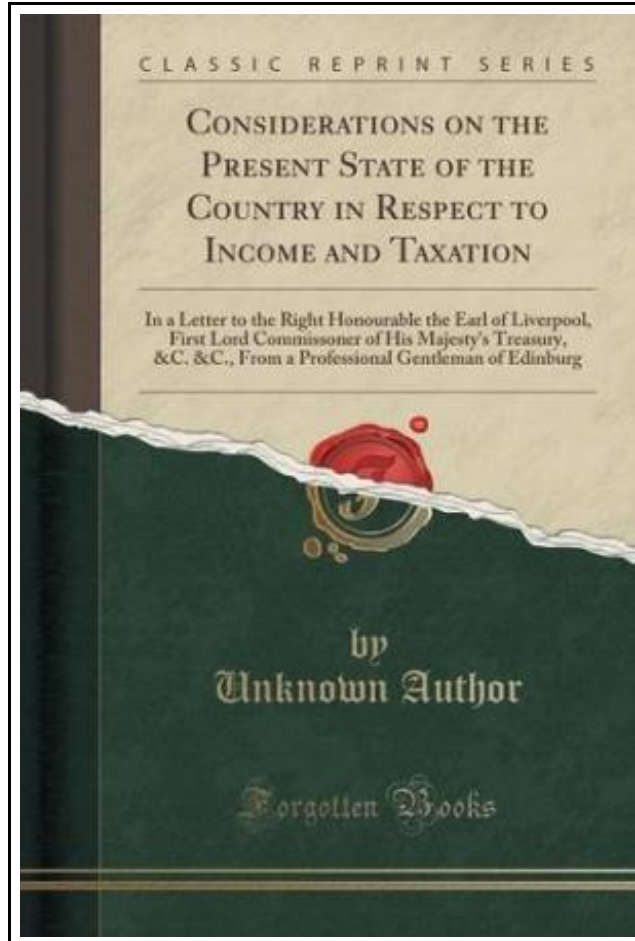 CLASSIC REPRINT SERIES
CONSIDERATIONS ON THE
PRESENT STATE OF THE
COUNTRY IN RESPECT TO
INCOME AND TAXATION
In a Letter to the Right Honourable the Earl of Liverpool,
First Lord Commissoner of His Majesty's Treasury,
&C. &C., From a Professional Gentleman of Edinburg
by
Unknown Author
Forgotten Books